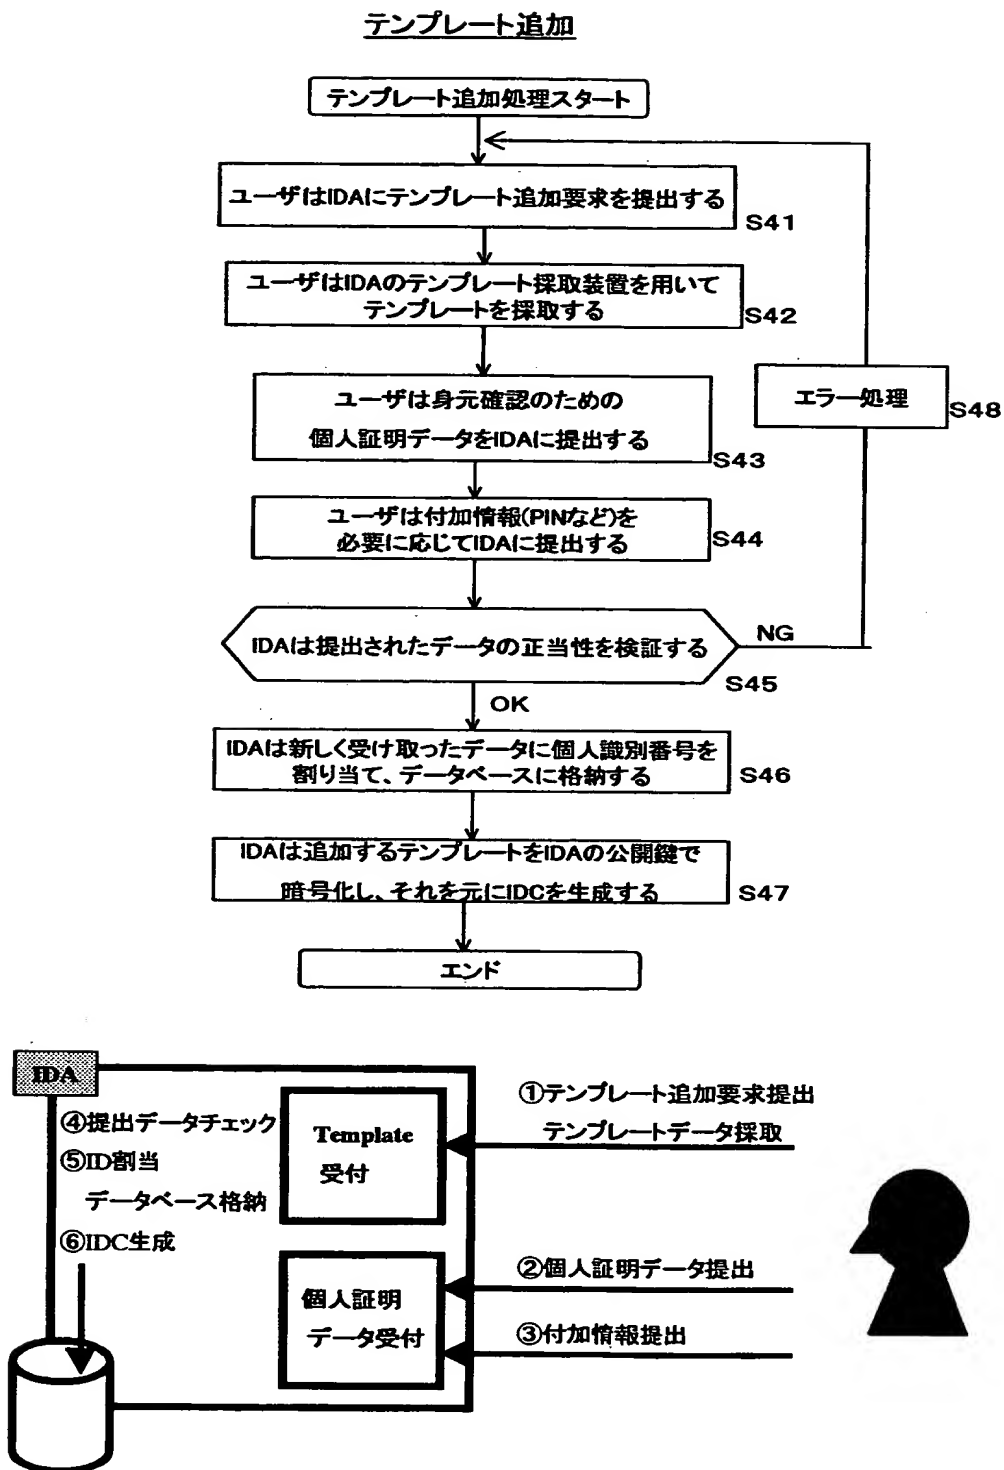 テンプレート追加
テンプレート追加処理スタート
ユーザはIDAにテンプレート追加要求を提出する
S41
ユーザはIDAのテンプレート採取装置を用いて
テンプレートを採取する
S42
ユーザは身元確認のための
個人証明データをIDAに提出する
S43
エラー処理
S48
ユーザは付加情報(PINなど)を
必要に応じてIDAに提出する
S44
IDAは提出されたデータの正当性を検証する
S45
NG
OK
IDAは新しく受け取ったデータに個人識別番号を
割り当て、データベースに格納する
S46
IDAは追加するテンプレートをIDAの公開鍵で
暗号化し、それを元にIDCを生成する
S47
エンド
IDA
④提出データチェック
⑤ID割当
データベース格納
⑥IDC生成
Template
受付
①テンプレート追加要求提出
テンプレートデータ採取
個人証明
データ受付
②個人証明データ提出
③付加情報提出